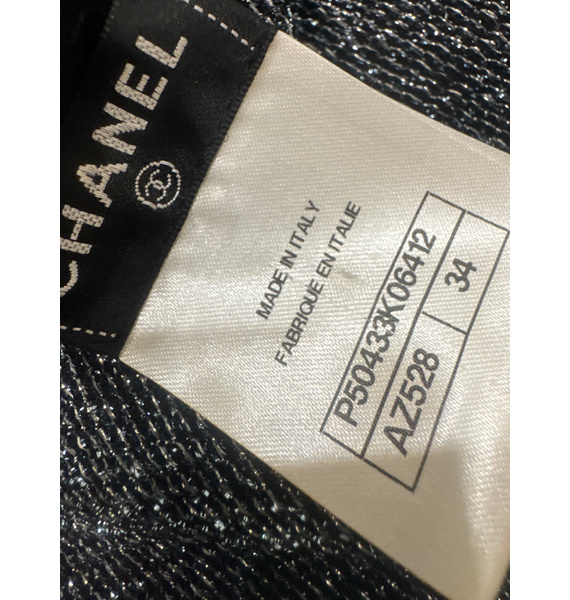 CHANEL
MADE IN ITALY
FABRIQUE EN ITALIE
P50433K06412
AZ528 34